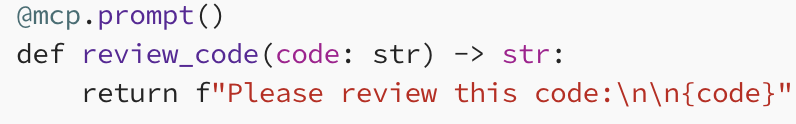 @mcp.prompt()
def review_code(code: str) -> str:
    return f"Please review this code:\n\n{code}"